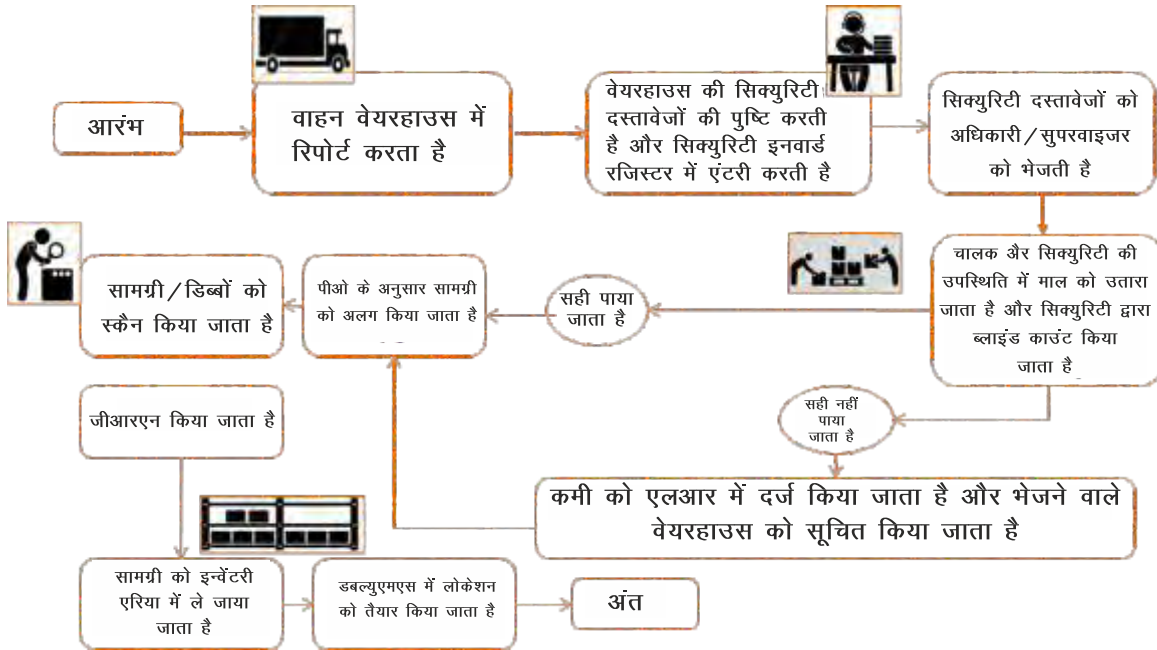 आरंभ
वाहन वेयरहाउस में
रिपोर्ट करता है
वेयरहाउस की सिक्युरिटी
दस्तावेजों की पुष्टि करती
है और सिक्युरिटी इनवार्ड
रजिस्टर में एंटरी करती है
सिक्युरिटी दस्तावेजों को
अधिकारी/सुपरवाइजर
को भेजती है
चालक और सिक्युरिटी की
उपस्थिति में माल को उतारा
जाता है और सिक्युरिटी द्वारा
ब्लाइंड काउंट किया
जाता है
सही पाया
जाता है
पीओ के अनुसार सामग्री
को अलग किया जाता है
सामग्री/डिब्बों को
स्कैन किया जाता है
सही नहीं
पाया
जाता है
कमी को एलआर में दर्ज किया जाता है और भेजने वाले
वेयरहाउस को सूचित किया जाता है
जीआरएन किया जाता है
सामग्री को इन्वेंटरी
एरिया में ले जाया
जाता है
डबल्युएमएस में लोकेशन
को तैयार किया जाता है
अंत